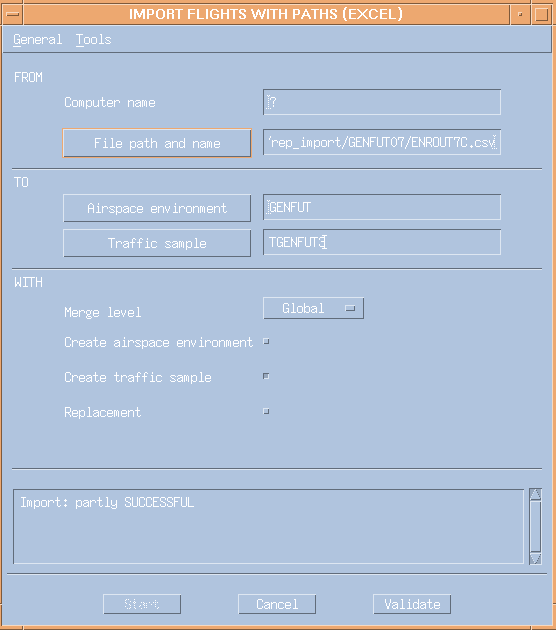 IMPORT FLIGHTS WITH PATHS (EXCEL)
General Tools
FROM
Computer name ?
File path and name 'rep_import/GENFUT07/ENROUT7C.csv
TO
Airspace environment GENFUT
Traffic sample TGENFUT3
WITH
Merge level Global
Create airspace environment
Create traffic sample
Replacement
Import: partly SUCCESSFUL
Start Cancel Validate